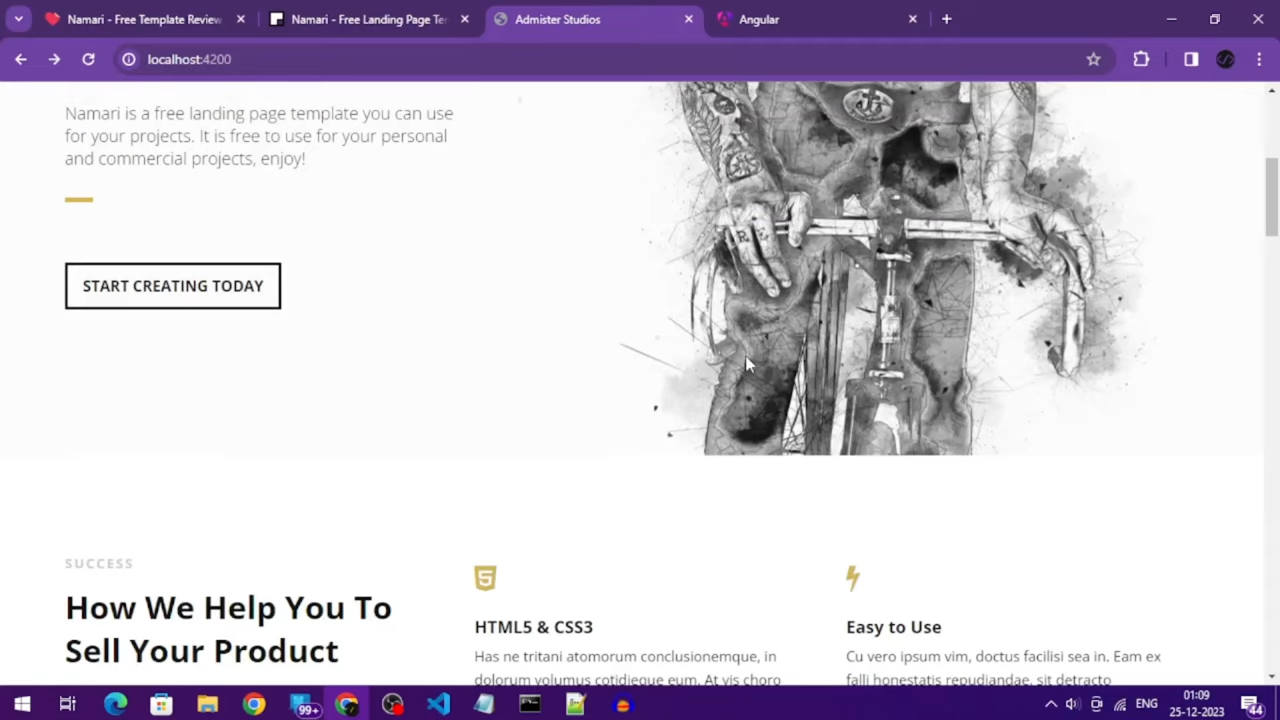 Namari - Free Template Review
Namari - Free Landing Page Ter
Admister Studios
Angular
localhost:4200
Namari is a free landing page template you can use
for your projects. It is free to use for your personal
and commercial projects, enjoy!
START CREATING TODAY
SUCCESS
How We Help You To
Sell Your Product
HTML5 & CSS3
Has ne tritani atomorum conclusionemque, in
dolorum volumus cotidieque eum. At vis choro
Easy to Use
Cu vero ipsum vim, doctus facilisi sea in. Eam ex
falli honestatis repudiandae, sit detracto
99+
ENG
01:09
25-12-2023
44